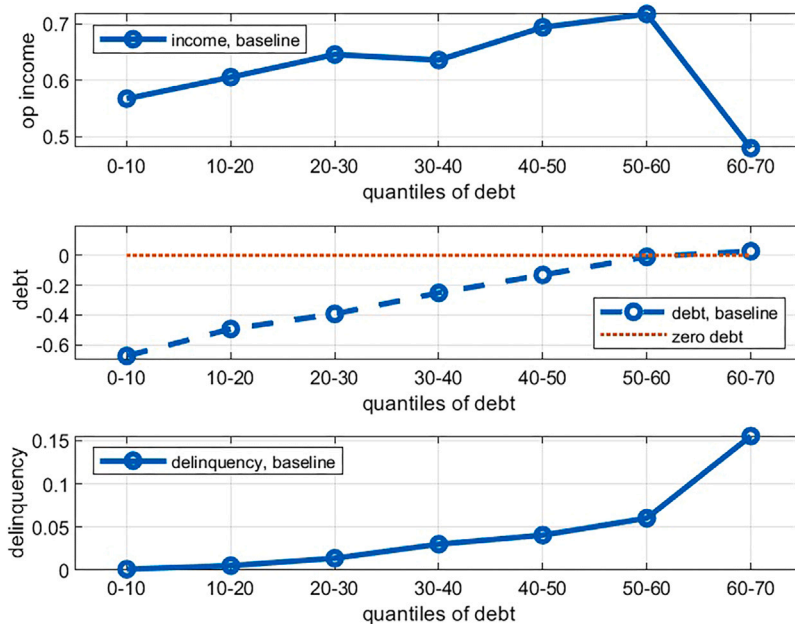 0.7
0.6
0.5
op income
income, baseline
0-10 10-20 20-30 30-40 40-50 50-60 60-70
quantiles of debt
0
-0.2
-0.4
-0.6
debt
debt, baseline
zero debt
0-10 10-20 20-30 30-40 40-50 50-60 60-70
quantiles of debt
0.15
0.1
0.05
0
delinquency
delinquency, baseline
0-10 10-20 20-30 30-40 40-50 50-60 60-70
quantiles of debt